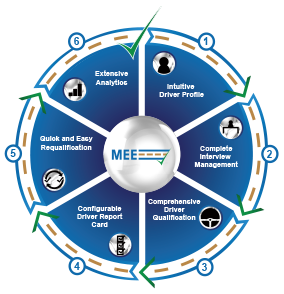 6
1
Extensive
Analytics
Intuitive
Driver Profile
Quick and Easy
Requalification
MEE
Complete
Interview
Management
5
2
Configurable
Driver Report
Card
Comprehensive
Driver
Qualification
4
3